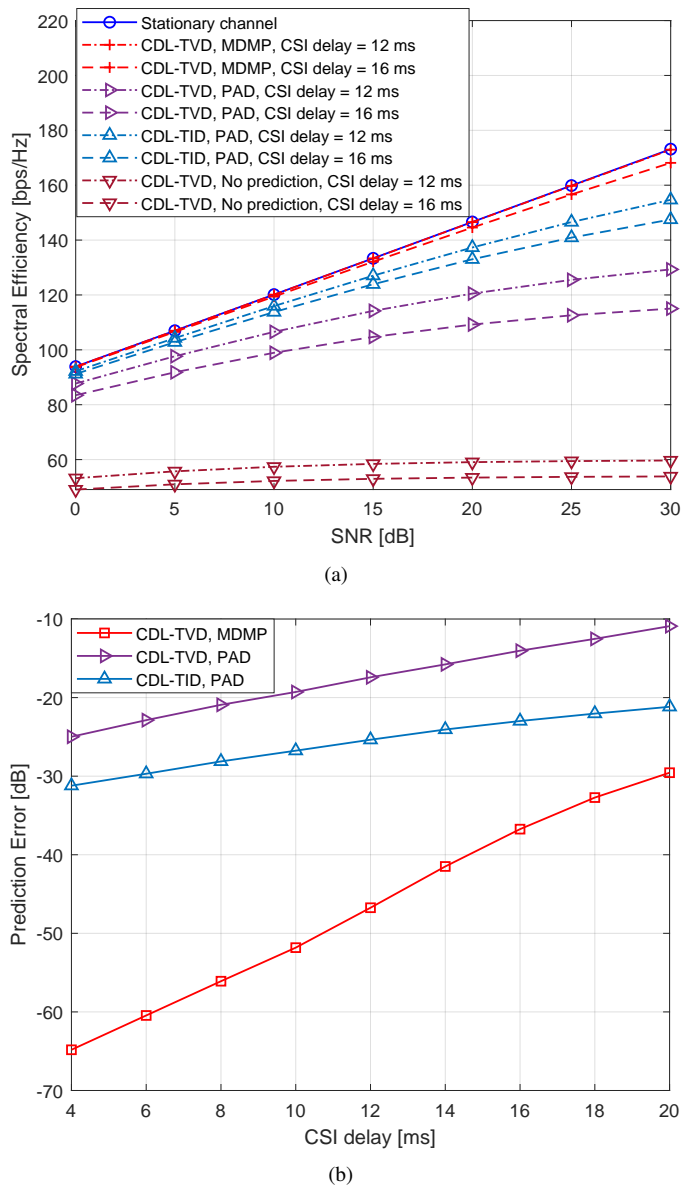 220
200
180
160
140
120
100
80
60
Spectral Efficiency [bps/Hz]
Stationary channel
CDL-TVD, MDMP, CSI delay = 12 ms
CDL-TVD, MDMP, CSI delay = 16 ms
CDL-TVD, PAD, CSI delay = 12 ms
CDL-TVD, PAD, CSI delay = 16 ms
CDL-TID, PAD, CSI delay = 12 ms
CDL-TID, PAD, CSI delay = 16 ms
CDL-TVD, No prediction, CSI delay = 12 ms
CDL-TVD, No prediction, CSI delay = 16 ms
0 5 10 15 20 25 30
SNR [dB]
(a)
-10
-20
-30
-40
-50
-60
-70
Prediction Error [dB]
CDL-TVD, MDMP
CDL-TVD, PAD
CDL-TID, PAD
4 6 8 10 12 14 16 18 20
CSI delay [ms]
(b)